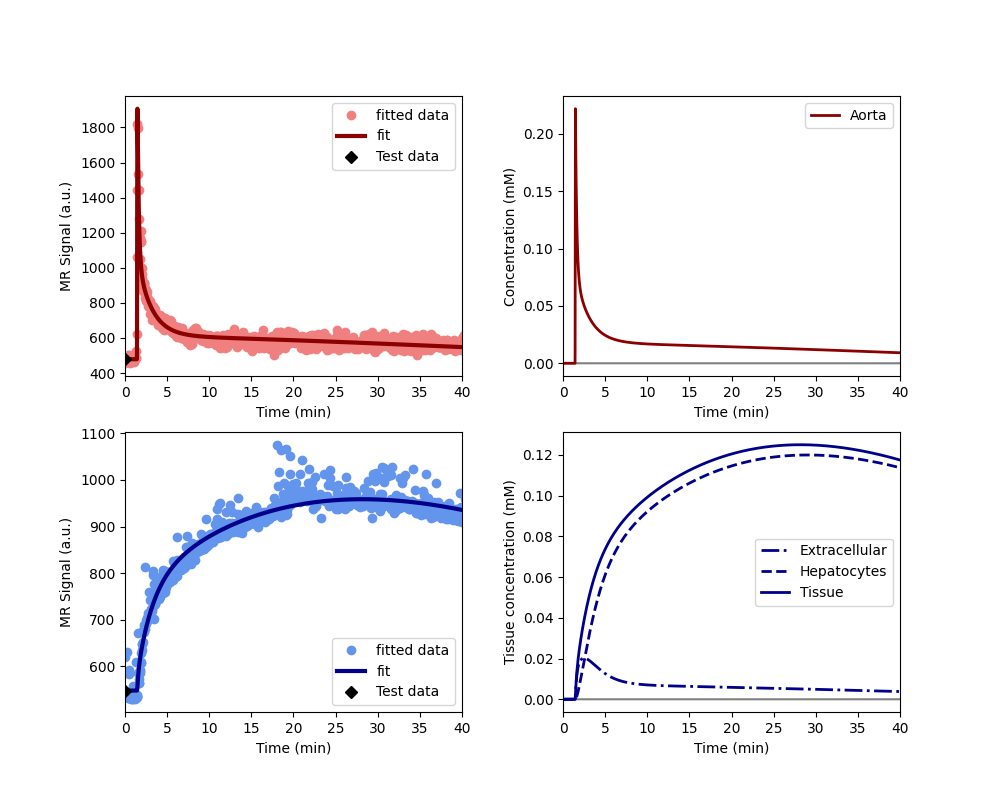 MR Signal (a.u.)
1800
1600
1400
1200
1000
800
600
400
0 5 10 15 20 25 30 35 40
Time (min)
fitted data
fit
Test data
Concentration (mM)
0.20
0.15
0.10
0.05
0.00
0 5 10 15 20 25 30 35 40
Time (min)
Aorta
MR Signal (a.u.)
1100
1000
900
800
700
600
0 5 10 15 20 25 30 35 40
Time (min)
fitted data
fit
Test data
Tissue concentration (mM)
0.12
0.10
0.08
0.06
0.04
0.02
0.00
0 5 10 15 20 25 30 35 40
Time (min)
Extracellular
Hepatocytes
Tissue